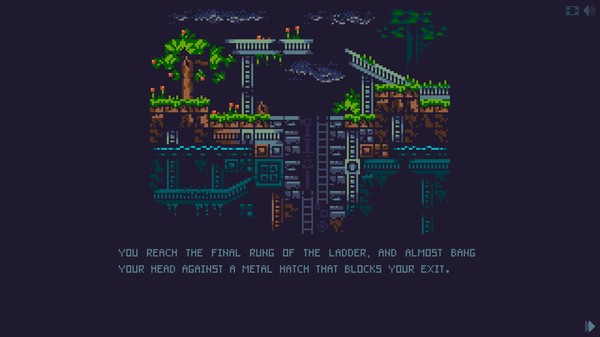 YOU REACH THE FINAL RUNG OF THE LADDER, AND ALMOST BANG
YOUR HEAD AGAINST A METAL HATCH THAT BLOCKS YOUR EXIT.